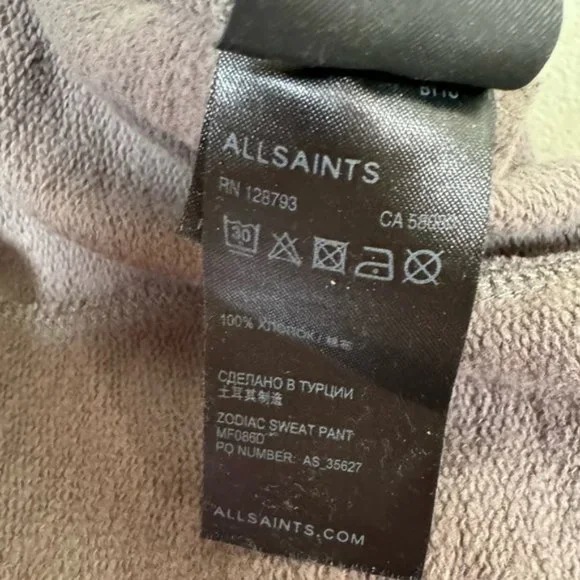 ALLSAINTS
RN 128793
CA
30
100% ХЛОПОК /
СДЕЛАНО В ТУРЦИИ
土耳其制造
ZODIAC SWEAT PANT
MF086D
PO NUMBER: AS_35627
ALLSAINTS.COM